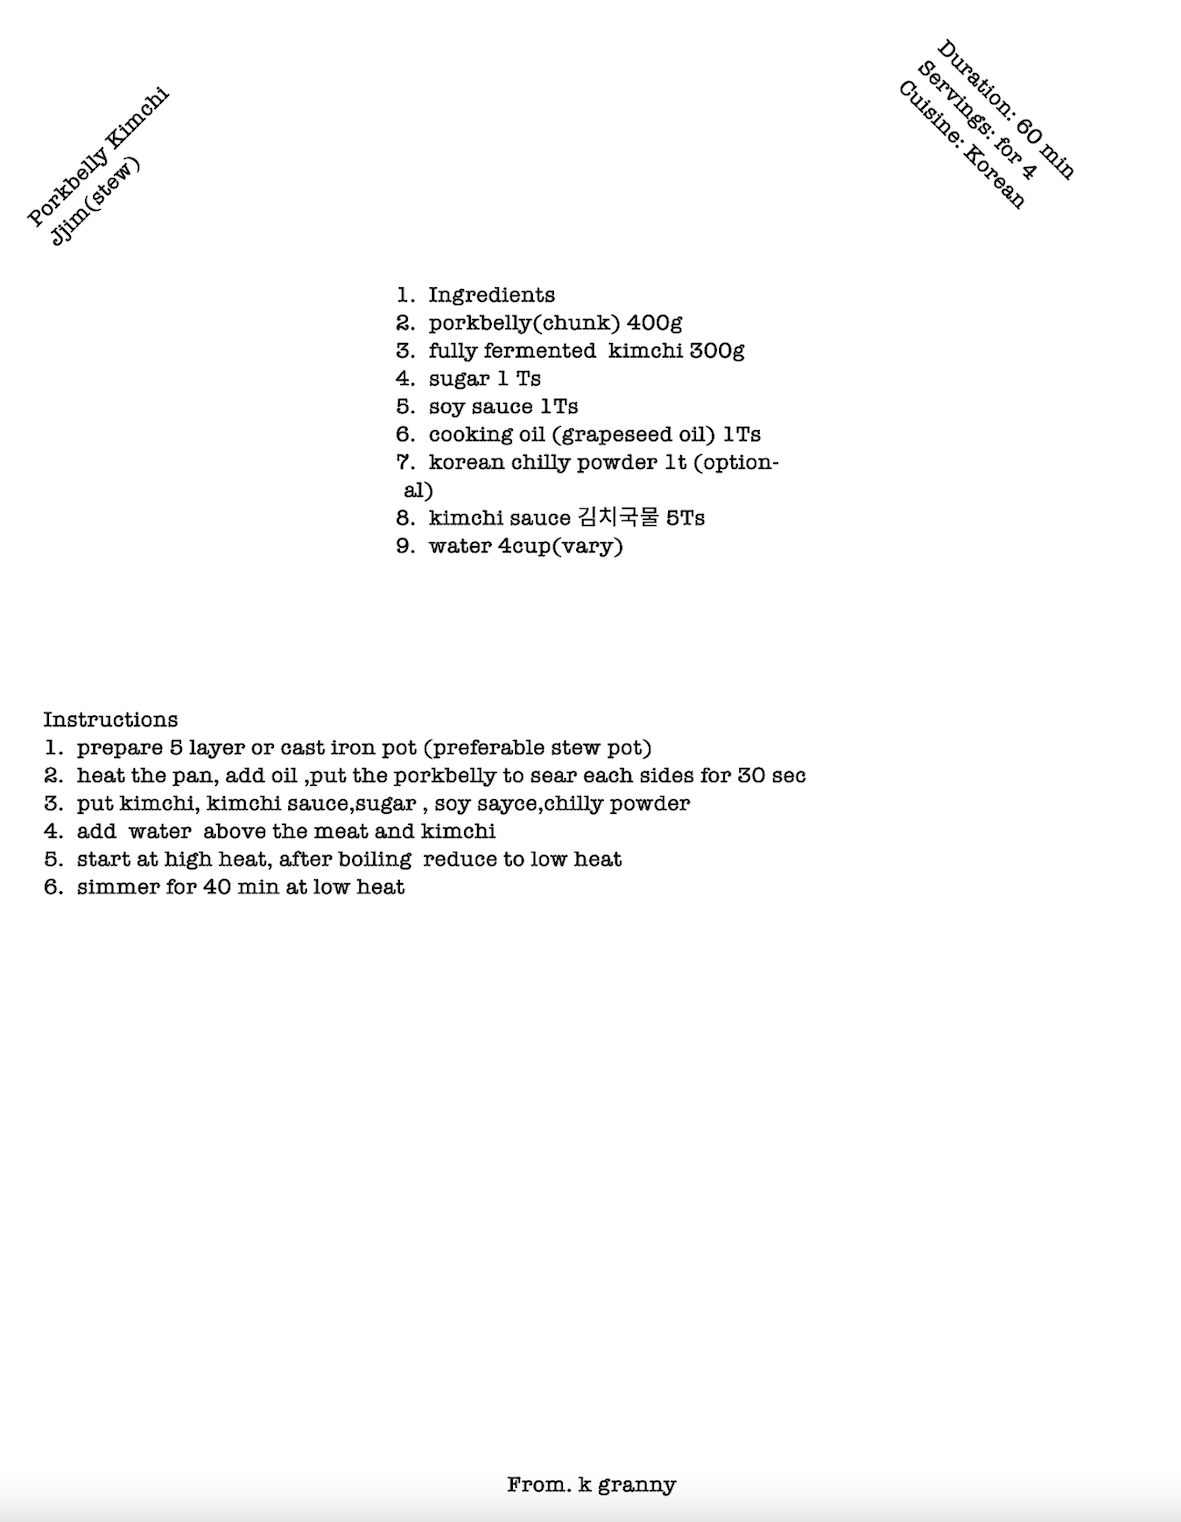 Porkbelly Kimchi
Jjim(stew)
Duration: 60 min
Servings: for 4
Cuisine: Korean
1. Ingredients
2. porkbelly(chunk) 400g
3. fully fermented  kimchi 300g
4. sugar 1 Ts
5. soy sauce 1Ts
6. cooking oil (grapeseed oil) 1Ts
7. korean chilly powder 1t (option-
al)
8. kimchi sauce 김치국물 5Ts
9. water 4cup(vary)
Instructions
1. prepare 5 layer or cast iron pot (preferable stew pot)
2. heat the pan, add oil ,put the porkbelly to sear each sides for 30 sec
3. put kimchi, kimchi sauce,sugar , soy sayce,chilly powder
4. add  water  above the meat and kimchi
5. start at high heat, after boiling  reduce to low heat
6. simmer for 40 min at low heat
From. k granny